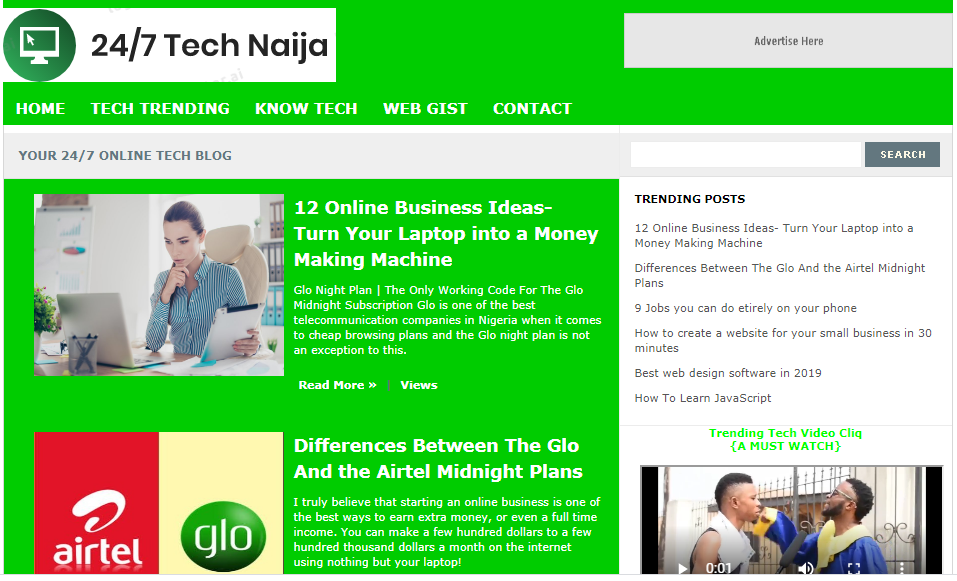 24/7 Tech Naija
Advertise Here
HOME TECH TRENDING KNOW TECH WEB GIST CONTACT
YOUR 24/7 ONLINE TECH BLOG
SEARCH
12 Online Business Ideas-
Turn Your Laptop into a Money
Making Machine
Glo Night Plan | The Only Working Code For The Glo
Midnight Subscription Glo is one of the best
telecommunication companies in Nigeria when it comes
to cheap browsing plans and the Glo night plan is not
an exception to this.
Read More » | Views
airtel
glo
Differences Between The Glo
And the Airtel Midnight Plans
I truly believe that starting an online business is one of
the best ways to earn extra money, or even a full time
income. You can make a few hundred dollars to a few
hundred thousand dollars a month on the internet
using nothing but your laptop!
TRENDING POSTS
12 Online Business Ideas- Turn Your Laptop into a
Money Making Machine
Differences Between The Glo And the Airtel Midnight
Plans
9 Jobs you can do etirely on your phone
How to create a website for your small business in 30
minutes
Best web design software in 2019
How To Learn JavaScript
Trending Tech Video Cliq
{A MUST WATCH}
0:01